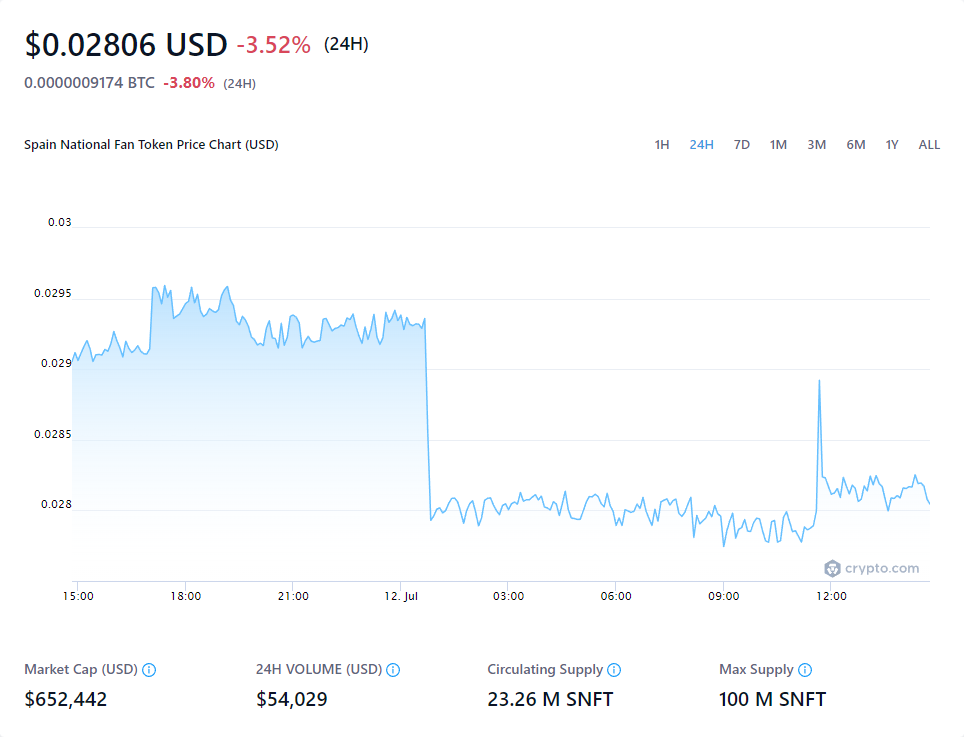 $0.02806 USD -3.52% (24H)
0.0000009174 BTC -3.80% (24H)
Spain National Fan Token Price Chart (USD) 1H 24H 7D 1M 3M 6M 1Y ALL
0.03
0.0295
0.029
0.0285
0.028
crypto.com
15:00 18:00 21:00 12. Jul 03:00 06:00 09:00 12:00
Market Cap (USD) 24H VOLUME (USD) Circulating Supply Max Supply
$652,442 $54,029 23.26 M SNFT 100 M SNFT